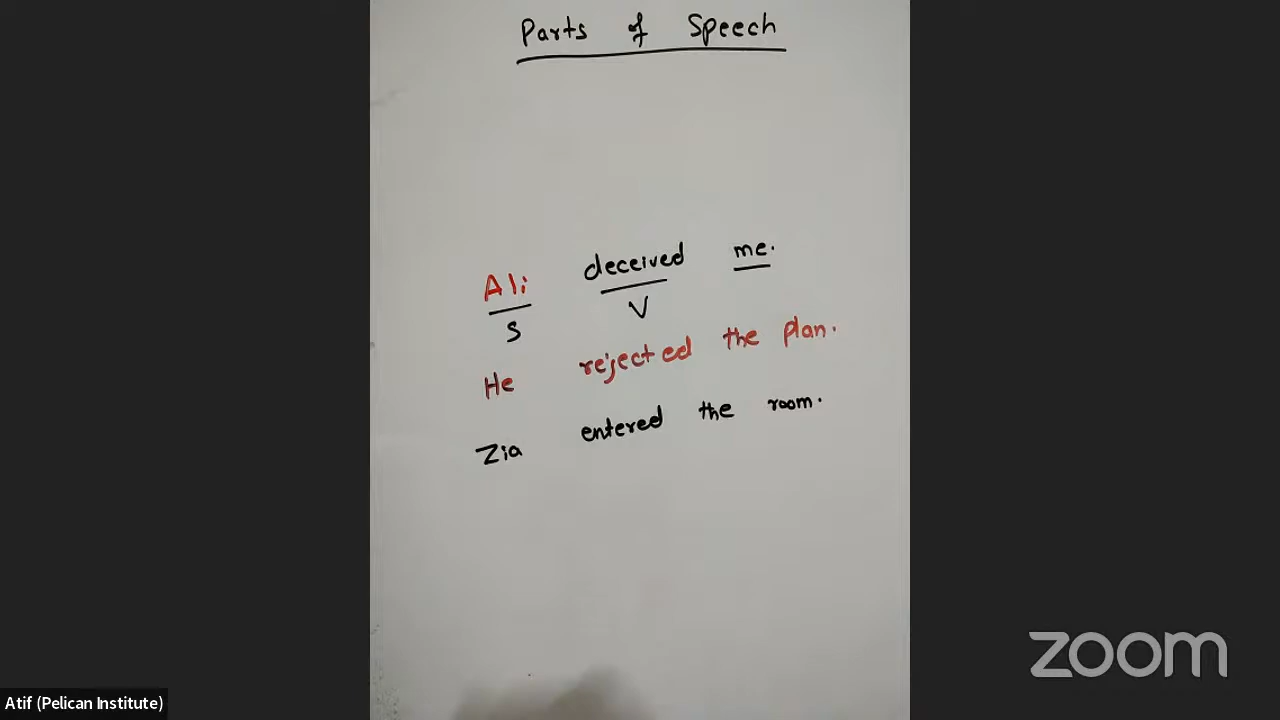 Parts of Speech
Ali deceived me.
S V
He rejected the plan.
Zia entered the room.
zoom
Atif (Pelican Institute)